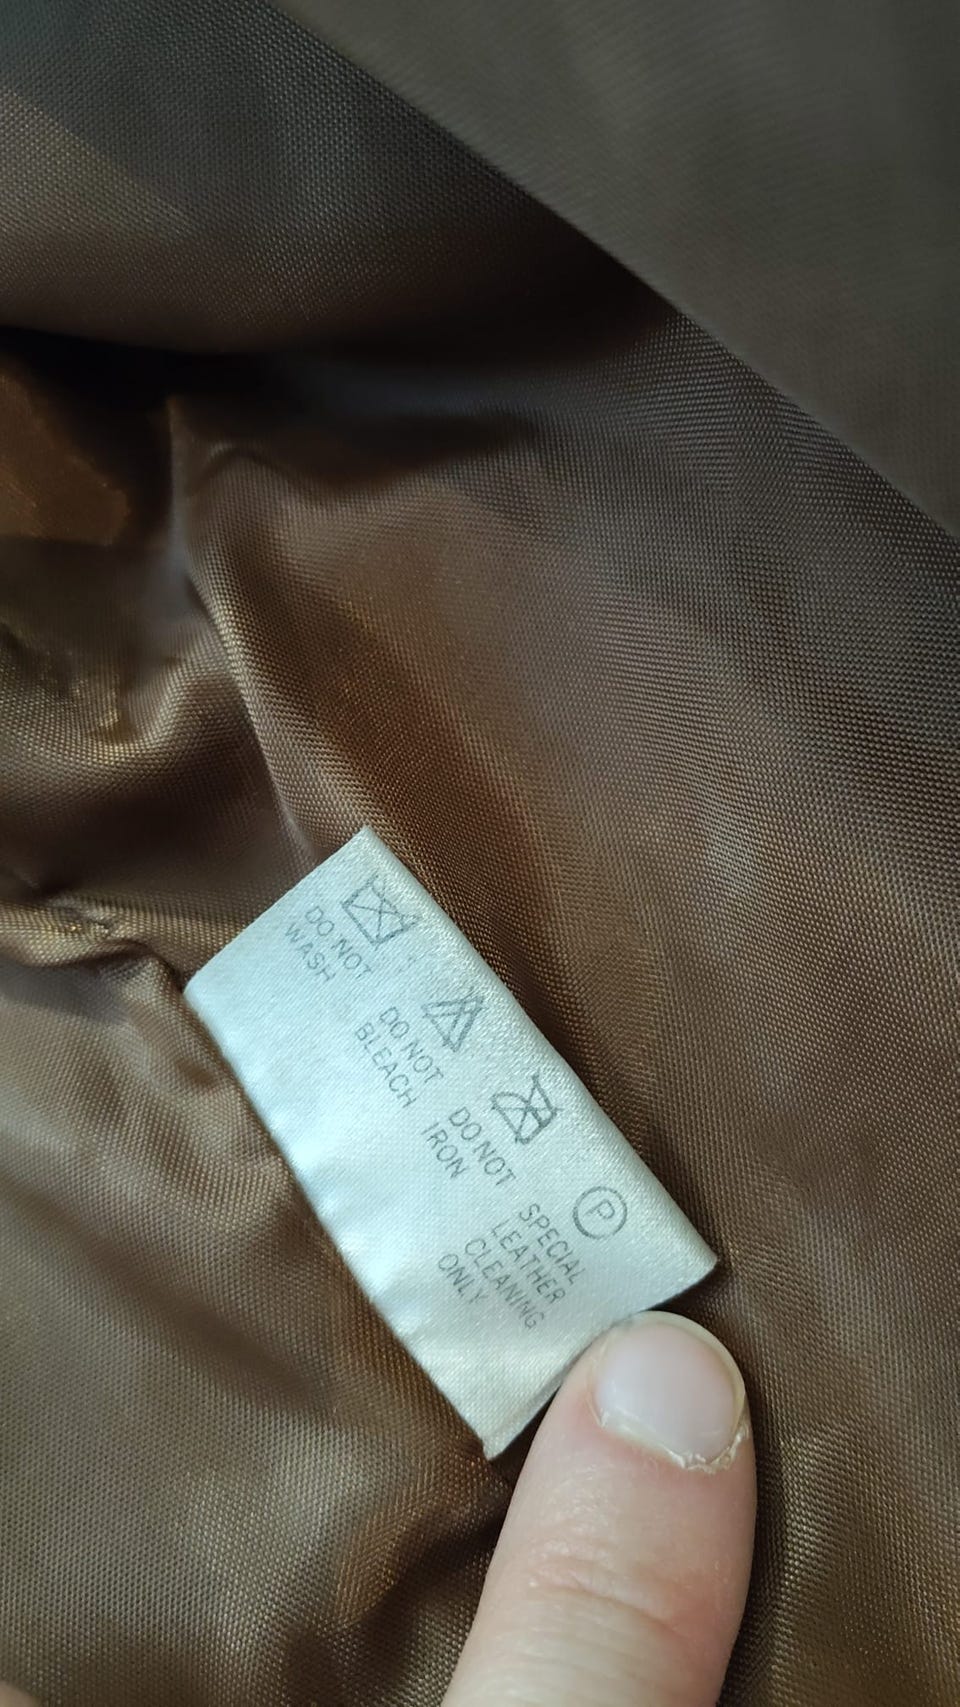 DO NOT
WASH
DO NOT
BLEACH
DO NOT
IRON
P
SPECIAL
LEATHER
CLEANING
ONLY